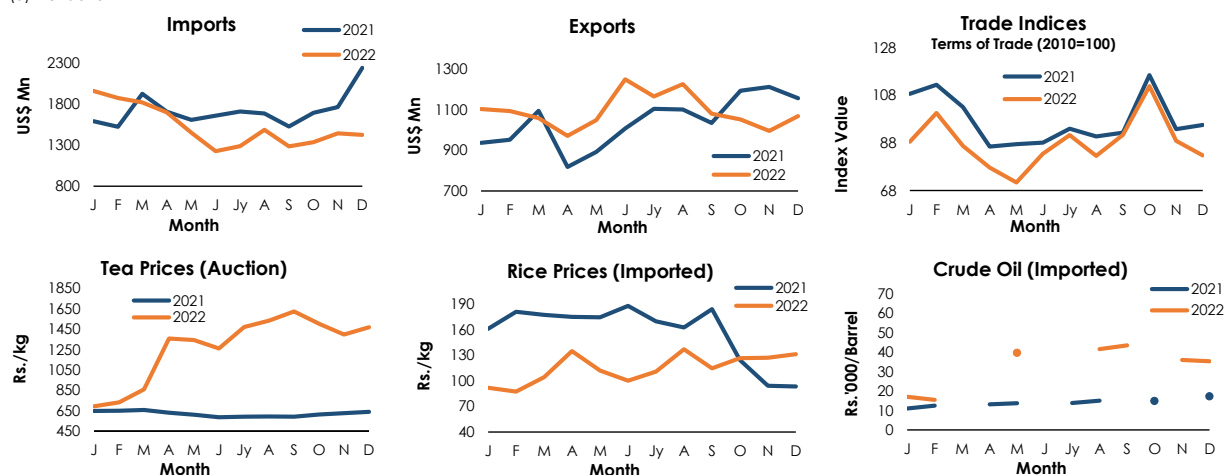 Imports
2021
2022
US$ Mn
2300
1800
1300
800
J F M A M J Jy A S O N D
Month
Exports
US$ Mn
1300
1100
900
700
2021
2022
J F M A M J Jy A S O N D
Month
Trade Indices
Terms of Trade (2010=100)
2021
2022
Index Value
128
108
88
68
J F M A M J Jy A S O N D
Month
Tea Prices (Auction)
2021
2022
Rs./kg
1850
1650
1450
1250
1050
850
650
450
J F M A M J Jy A S O N D
Month
Rice Prices (Imported)
2021
2022
Rs./kg
190
160
130
100
70
40
J F M A M J Jy A S O N D
Month
Crude Oil (Imported)
2021
2022
Rs.'000/Barrel
70
60
50
40
30
20
10
0
J F M A M J Jy A S O N D
Month